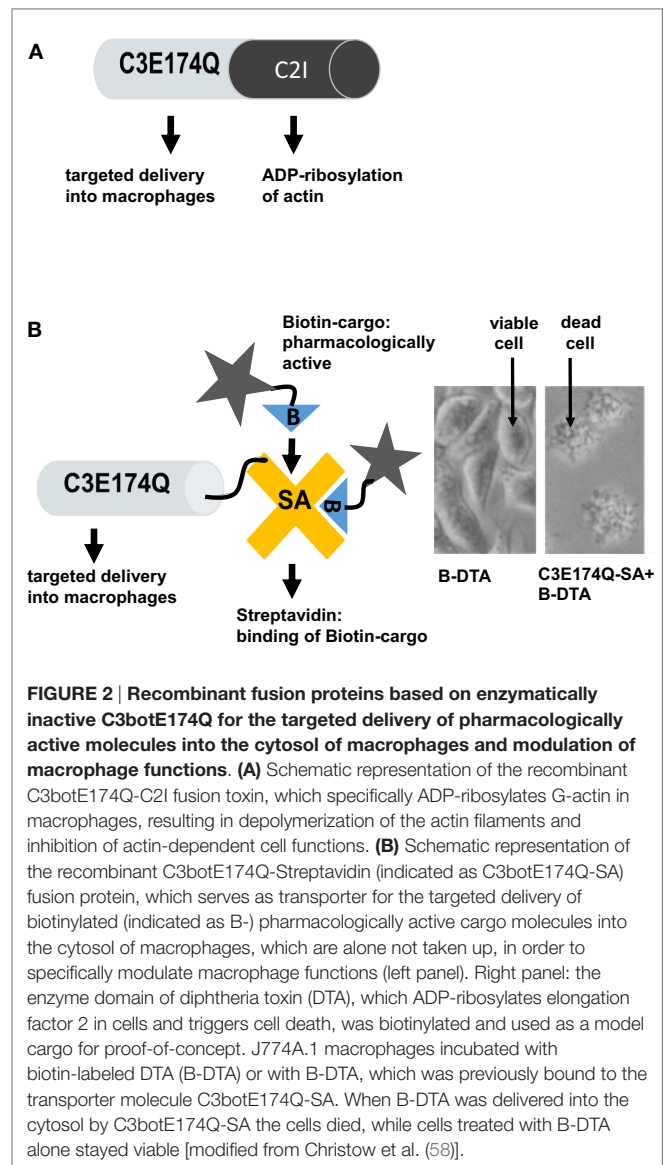 A
C3E174Q
C2I
targeted delivery
into macrophages
ADP-ribosylation
of actin
B
Biotin-cargo:
pharmacologically
active
viable
cell
dead
cell
B
C3E174Q
SA
B
targeted delivery
into macrophages
Streptavidin:
binding of Biotin-cargo
B-DTA
C3E174Q-SA+
B-DTA
FIGURE 2 | Recombinant fusion proteins based on enzymatically
inactive C3botE174Q for the targeted delivery of pharmacologically
active molecules into the cytosol of macrophages and modulation of
macrophage functions. (A) Schematic representation of the recombinant
C3botE174Q-C2I fusion toxin, which specifically ADP-ribosylates G-actin in
macrophages, resulting in depolymerization of the actin filaments and
inhibition of actin-dependent cell functions. (B) Schematic representation of
the recombinant C3botE174Q-Streptavidin (indicated as C3botE174Q-SA)
fusion protein, which serves as transporter for the targeted delivery of
biotinylated (indicated as B-) pharmacologically active cargo molecules into
the cytosol of macrophages, which are alone not taken up, in order to
specifically modulate macrophage functions (left panel). Right panel: the
enzyme domain of diphtheria toxin (DTA), which ADP-ribosylates elongation
factor 2 in cells and triggers cell death, was biotinylated and used as a model
cargo for proof-of-concept. J774A.1 macrophages incubated with
biotin-labeled DTA (B-DTA) or with B-DTA, which was previously bound to the
transporter molecule C3botE174Q-SA. When B-DTA was delivered into the
cytosol by C3botE174Q-SA the cells died, while cells treated with B-DTA
alone stayed viable [modified from Christow et al. (58)].